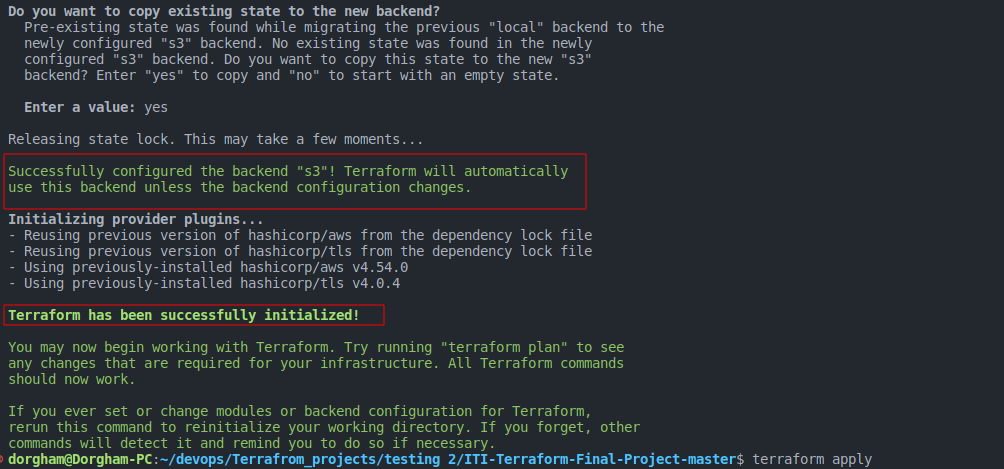 Do you want to copy existing state to the new backend?
Pre-existing state was found while migrating the previous "local" backend to the
newly configured "s3" backend. No existing state was found in the newly
configured "s3" backend. Do you want to copy this state to the new "s3"
backend? Enter "yes" to copy and "no" to start with an empty state.
Enter a value: yes
Releasing state lock. This may take a few moments...
Successfully configured the backend "s3"! Terraform will automatically
use this backend unless the backend configuration changes.
Initializing provider plugins...
- Reusing previous version of hashicorp/aws from the dependency lock file
- Reusing previous version of hashicorp/tls from the dependency lock file
- Using previously-installed hashicorp/aws v4.54.0
- Using previously-installed hashicorp/tls v4.0.4
Terraform has been successfully initialized!
You may now begin working with Terraform. Try running "terraform plan" to see
any changes that are required for your infrastructure. All Terraform commands
should now work.
If you ever set or change modules or backend configuration for Terraform,
rerun this command to reinitialize your working directory. If you forget, other
commands will detect it and remind you to do so if necessary.
dorgham@Dorgham-PC:~/devops/Terrafrom_projects/testing 2/ITI-Terraform-Final-Project-master$ terraform apply